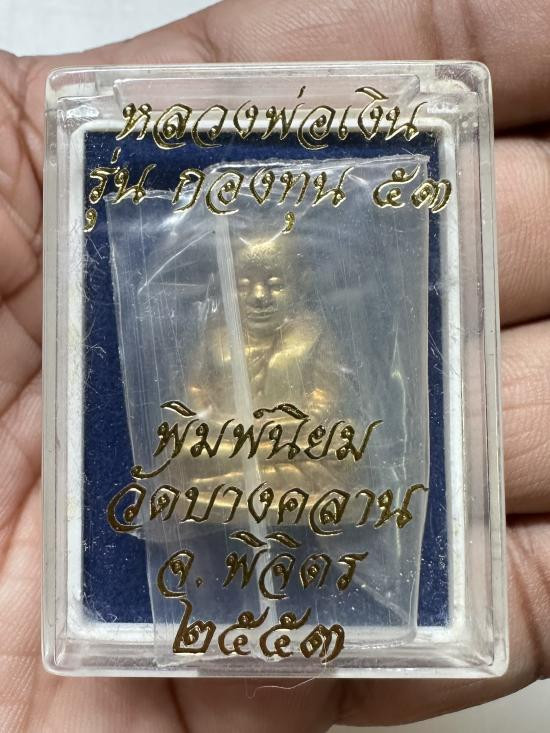 หลวงพ่อเงิน
รุ่น กองทุน ๕๓
พิมพ์นิยม
วัดบางคลาน
จ. พิจิตร
๒๕๕๓